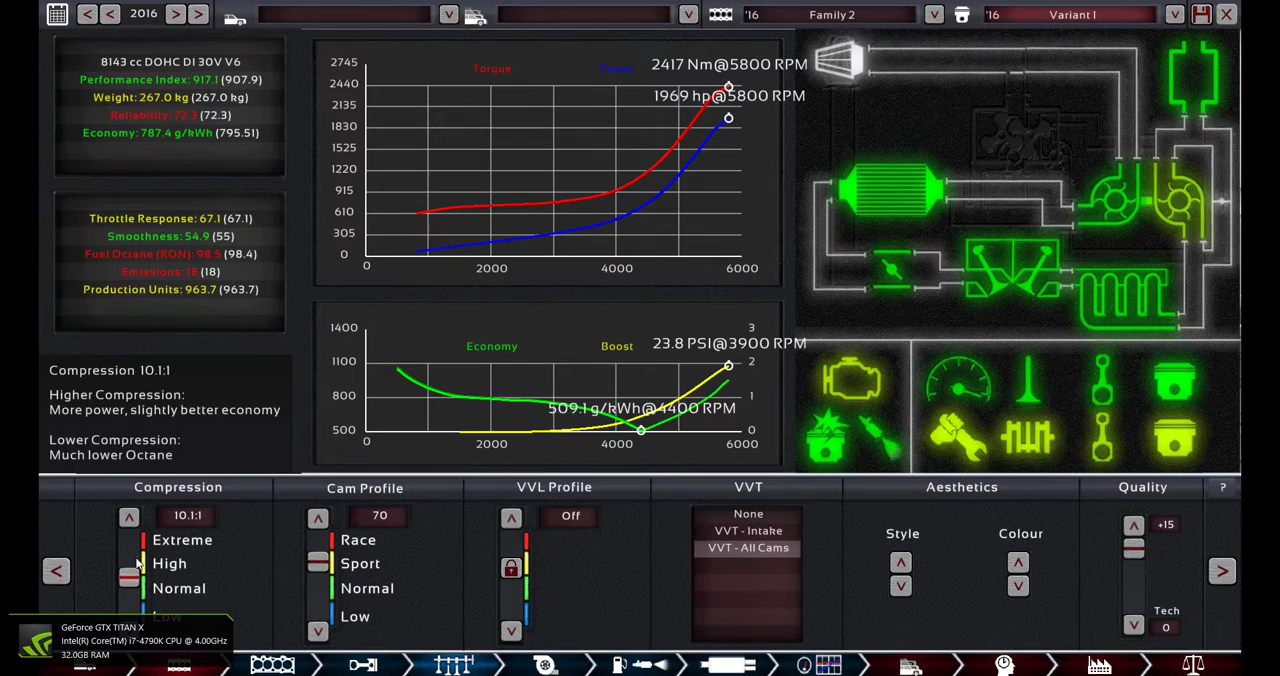 2016
'16
Family 2
'16
Variant 1
8143 cc DOHC DI 30V V6
Performance Index: 917.1 (907.9)
Weight: 267.0 kg (267.0 kg)
Reliability: 72.3 (72.3)
Economy: 787.4 g/kWh (795.51)
Throttle Response: 67.1 (67.1)
Smoothness: 54.9 (55)
Fuel Octane (RON): 98.5 (98.4)
Emissions: 18 (18)
Production Units: 963.7 (963.7)
Compression 10.1:1
Higher Compression:
More power, slightly better economy
Lower Compression:
Much lower Octane
2745
2440
2135
1830
1525
1220
915
610
305
0
Torque
Power
2417 Nm@5800 RPM
1969 hp@5800 RPM
0
2000
4000
6000
1400
1100
800
500
Economy
Boost
23.8 PSI@3900 RPM
509.1g/kWh@4400 RPM
3
2
1
0
0
2000
4000
6000
Compression
10.1:1
Extreme
High
Normal
Low
Cam Profile
70
Race
Sport
Normal
Low
VVL Profile
Off
VVT
None
VVT - Intake
VVT - All Cams
Aesthetics
Style
Colour
Quality
?
+15
Tech
0
GeForce GTX TITAN X
Intel(R) Core(TM) i7-4790K CPU @ 4.00GHz
32.0GB RAM